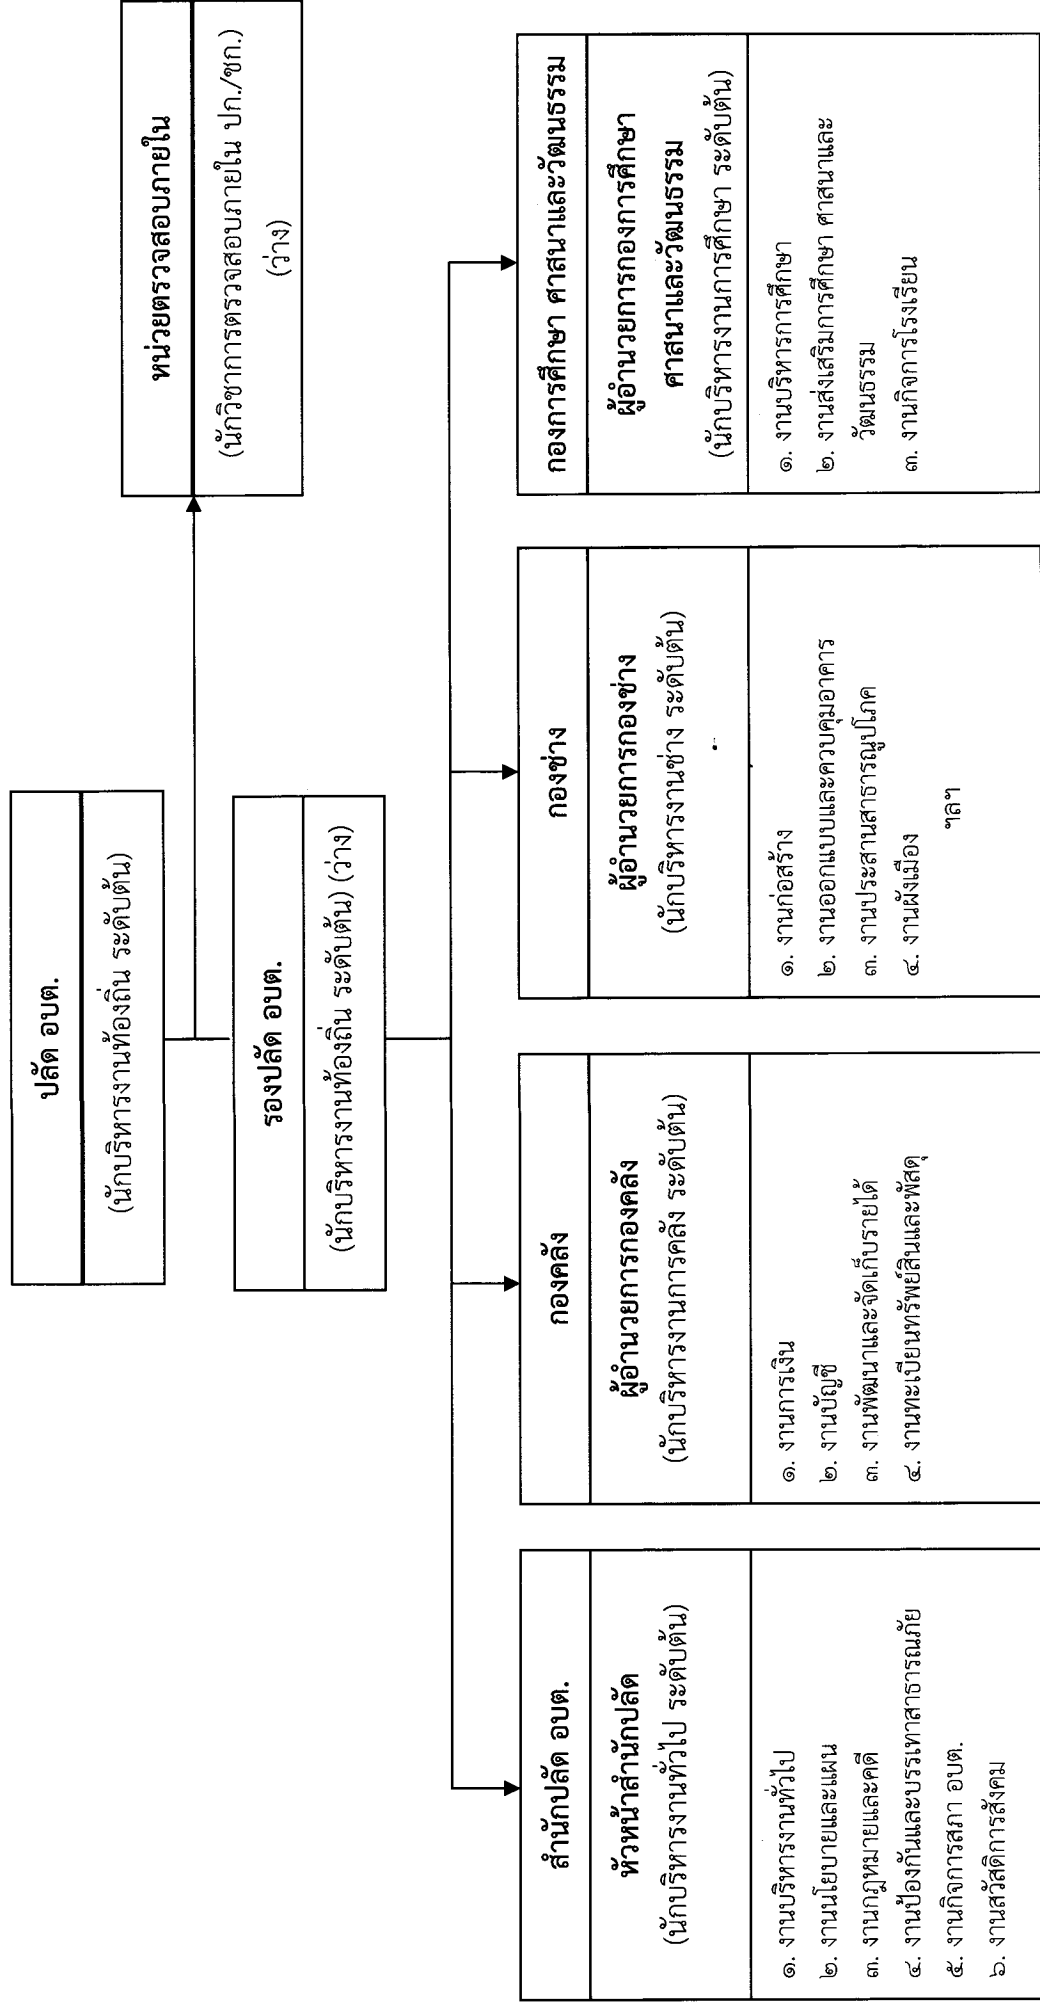 ปลัด อบต.
(นักบริหารงานท้องถิ่น ระดับต้น)
หน่วยตรวจสอบภายใน
(นักวิชาการตรวจสอบภายใน ปก./ชก.)
(ว่าง)
รองปลัด อบต.
(นักบริหารงานท้องถิ่น ระดับต้น) (ว่าง)
สำนักปลัด อบต.
หัวหน้าสำนักปลัด
(นักบริหารงานทั่วไป ระดับต้น)
๑. งานบริหารงานทั่วไป
๒. งานนโยบายและแผน
๓. งานกฎหมายและคดี
๔. งานป้องกันและบรรเทาสาธารณภัย
๕. งานกิจการสภา อบต.
๖. งานสวัสดิการสังคม
กองคลัง
ผู้อำนวยการกองคลัง
(นักบริหารงานการคลัง ระดับต้น)
๑. งานการเงิน
๒. งานบัญชี
๓. งานพัฒนาและจัดเก็บรายได้
๔. งานทะเบียนทรัพย์สินและพัสดุ
กองช่าง
ผู้อำนวยการกองช่าง
(นักบริหารงานช่าง ระดับต้น)
๑. งานก่อสร้าง
๒. งานออกแบบและควบคุมอาคาร
๓. งานประสานสาธารณูปโภค
๔. งานผังเมือง
ฯลฯ
กองการศึกษา ศาสนาและวัฒนธรรม
ผู้อำนวยการกองการศึกษา
ศาสนาและวัฒนธรรม
(นักบริหารงานการศึกษา ระดับต้น)
๑. งานบริหารการศึกษา
๒. งานส่งเสริมการศึกษา ศาสนาและ
วัฒนธรรม
๓. งานกิจการโรงเรียน